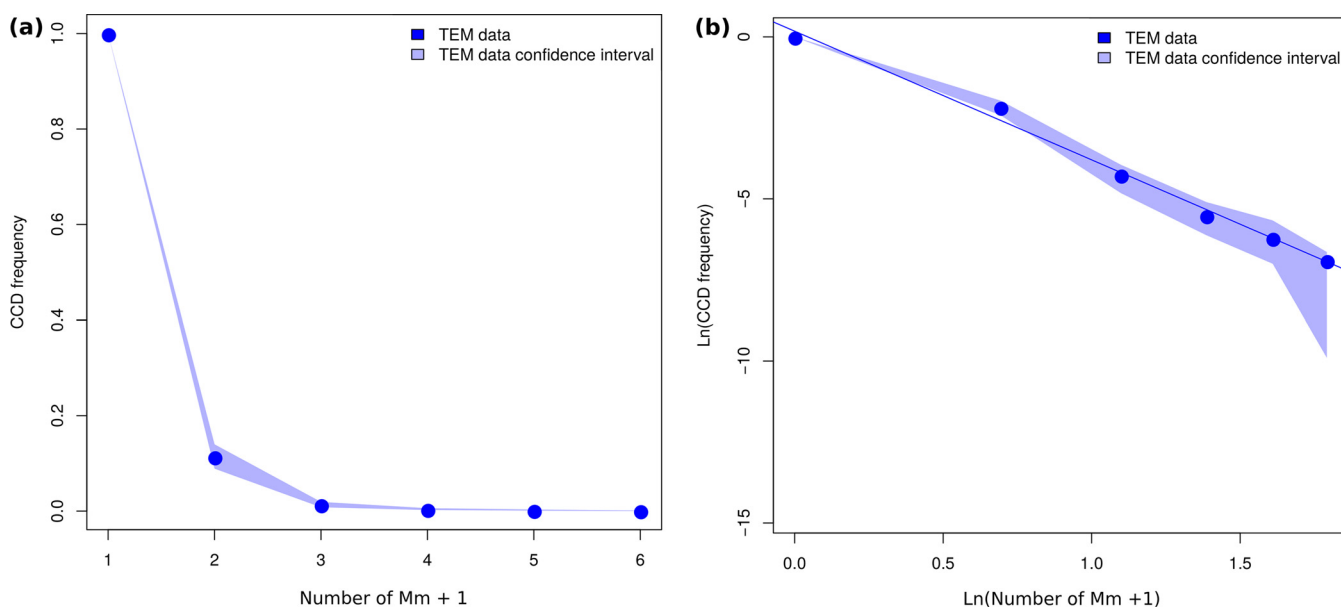 (a)
TEM data
TEM data confidence interval
CCD frequency
1.0
0.8
0.6
0.4
0.2
0.0
1 2 3 4 5 6
Number of Mm + 1
(b)
TEM data
TEM data confidence interval
Ln(CCD frequency)
0
−5
−10
−15
0.0 0.5 1.0 1.5
Ln(Number of Mm +1)